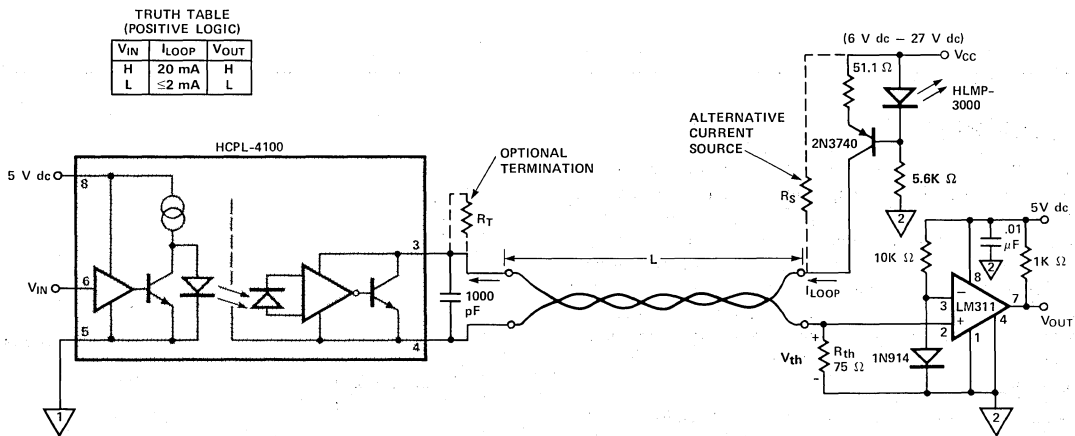 TRUTH TABLE
(POSITIVE LOGIC)
VIN ILOOP VOUT
H 20 mA H
L ≤2 mA L
HCPL-4100
5 V dc
8
VIN
6
5
1
3
4
OPTIONAL
TERMINATION
RT
1000
pF
L
ALTERNATIVE
CURRENT
SOURCE
RS
(6 V dc – 27 V dc)
VCC
51.1 Ω
HLMP-
3000
2N3740
5.6K Ω
2
ILOOP
5V dc
.01
μF
2
10K Ω
1K Ω
8
–
3
LM311
7
VOUT
+
2
4
1
Vth
+
Rth
75 Ω
-
1N914
2